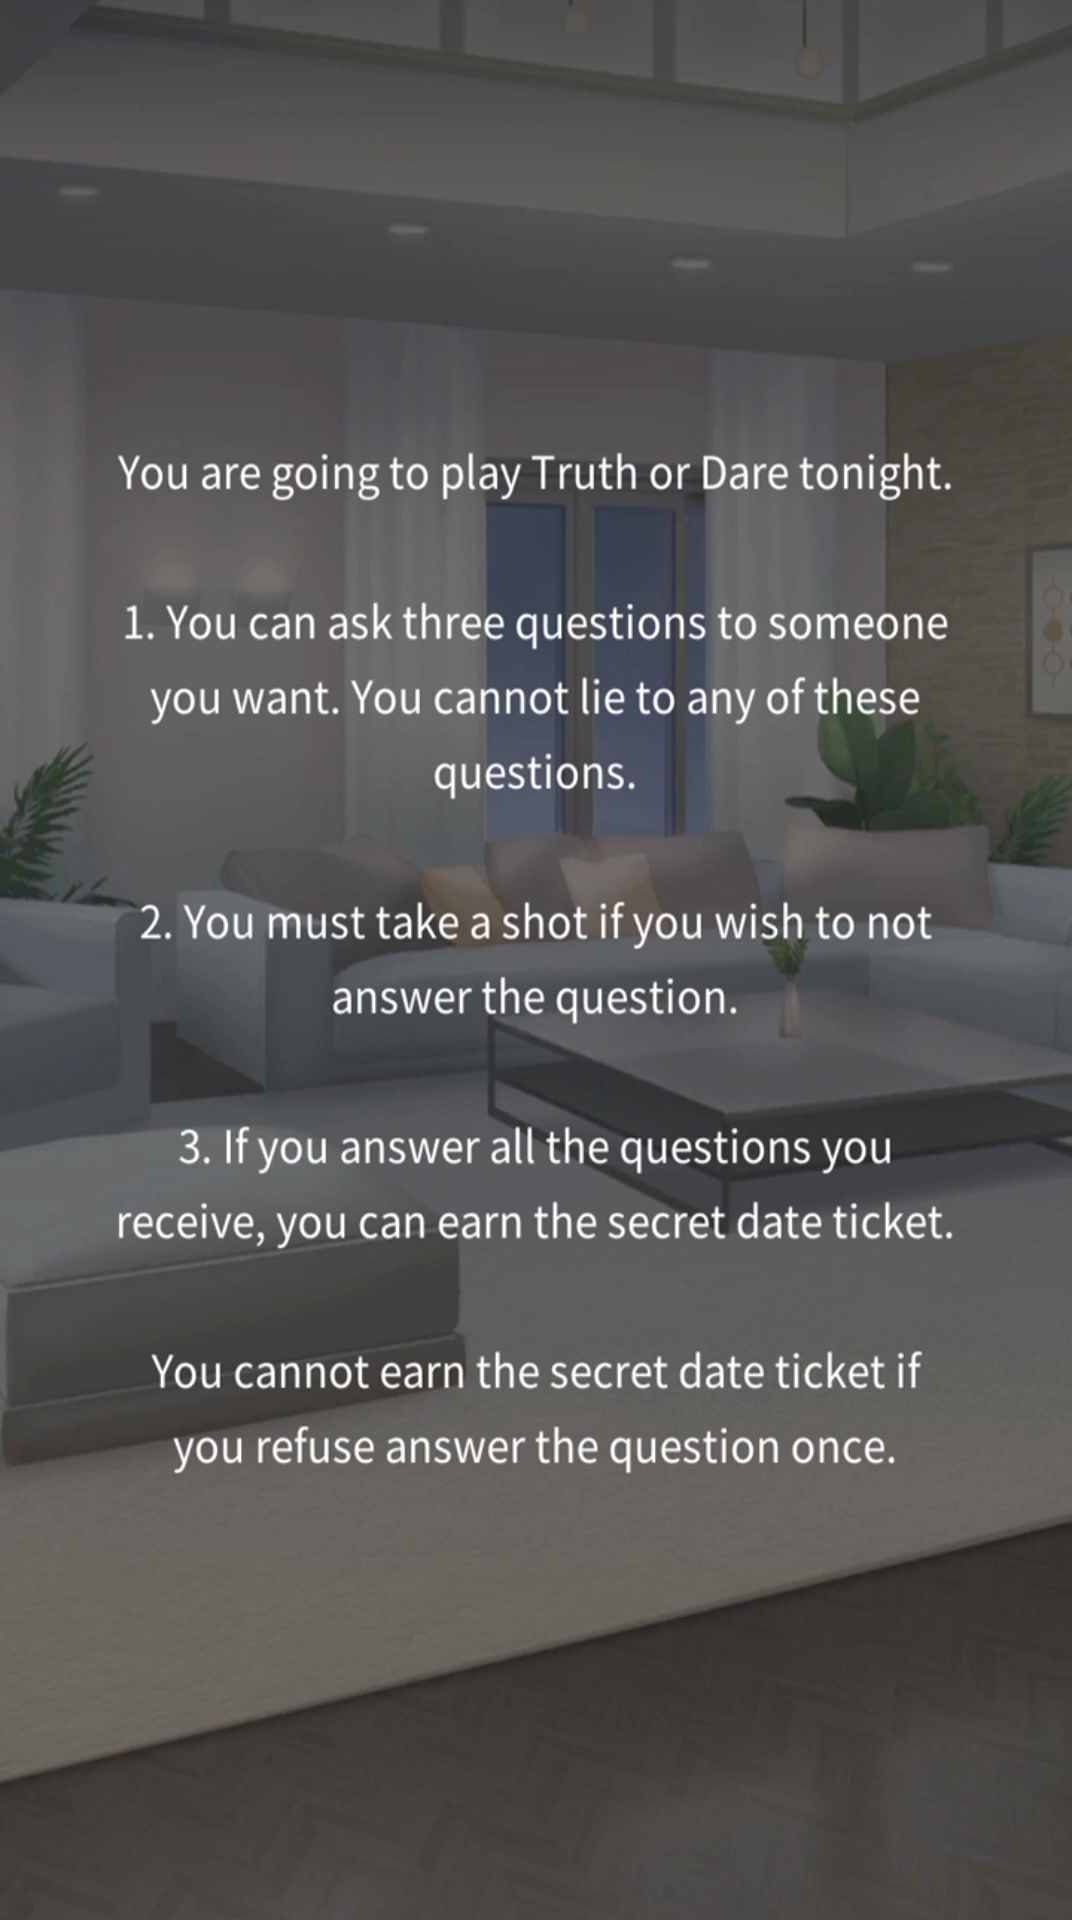 You are going to play Truth or Dare tonight.
1. You can ask three questions to someone
you want. You cannot lie to any of these
questions.
2. You must take a shot if you wish to not
answer the question.
3. If you answer all the questions you
receive, you can earn the secret date ticket.
You cannot earn the secret date ticket if
you refuse answer the question once.